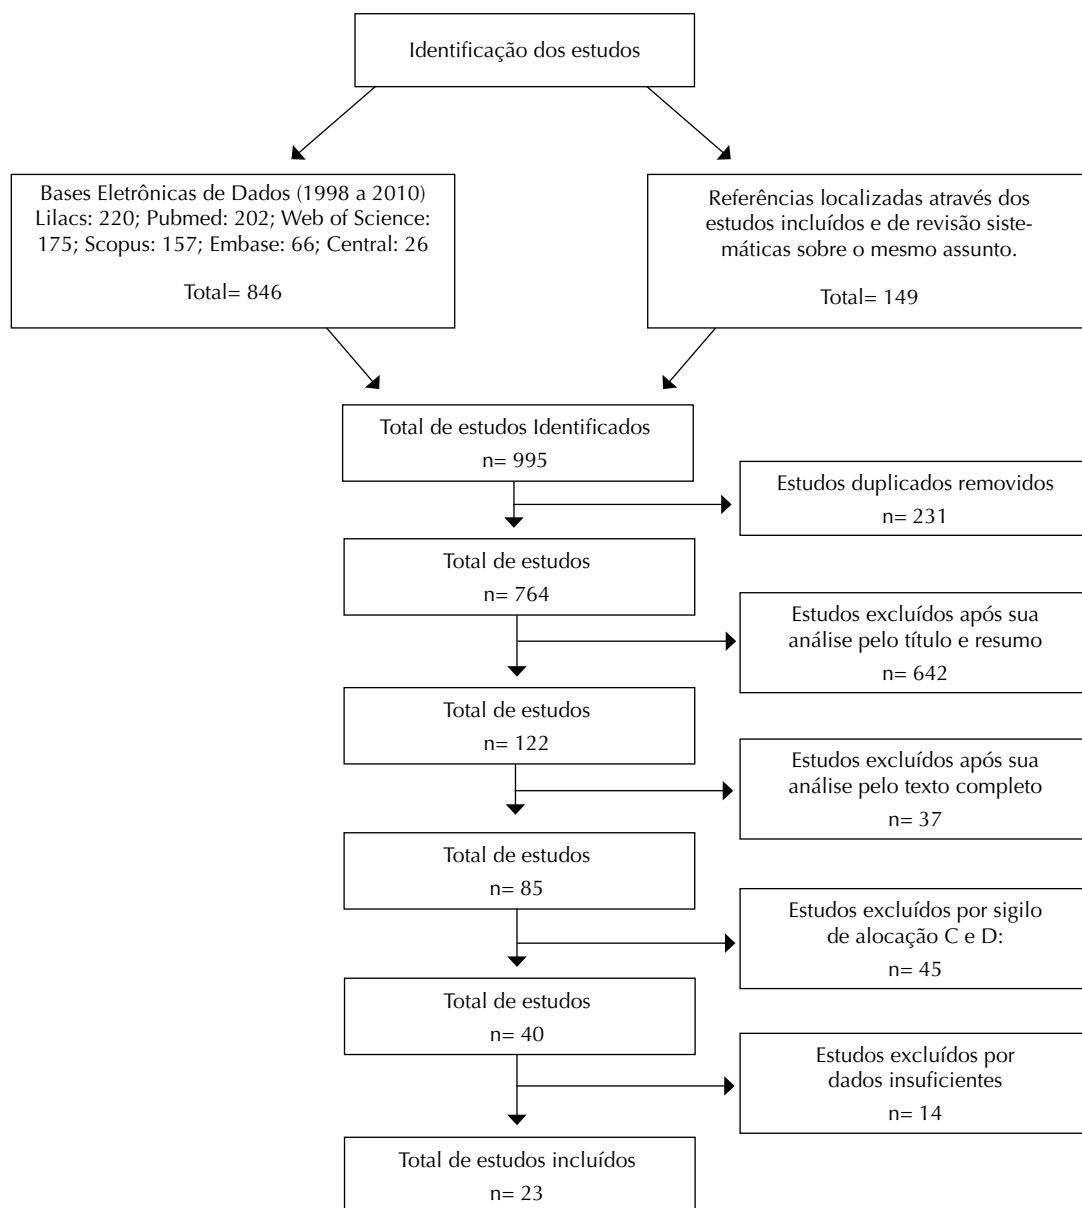 Identificação dos estudos
Bases Eletrônicas de Dados (1998 a 2010)
Lilacs: 220; Pubmed: 202; Web of Science:
175; Scopus: 157; Embase: 66; Central: 26
Total= 846
Referências localizadas através dos
estudos incluídos e de revisão siste-
máticas sobre o mesmo assunto.
Total= 149
Total de estudos Identificados
n= 995
Estudos duplicados removidos
n= 231
Total de estudos
n= 764
Estudos excluídos após sua
análise pelo título e resumo
n= 642
Total de estudos
n= 122
Estudos excluídos após sua
análise pelo texto completo
n= 37
Total de estudos
n= 85
Estudos excluídos por sigilo
de alocação C e D:
n= 45
Total de estudos
n= 40
Estudos excluídos por
dados insuficientes
n= 14
Total de estudos incluídos
n= 23